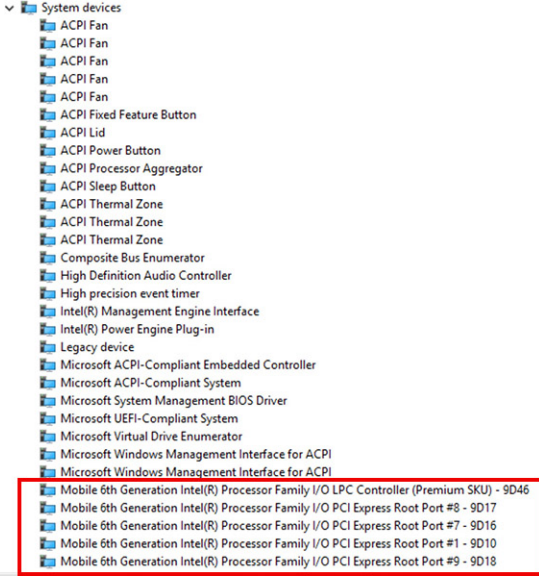 System devices
ACPI Fan
ACPI Fan
ACPI Fan
ACPI Fan
ACPI Fan
ACPI Fixed Feature Button
ACPI Lid
ACPI Power Button
ACPI Processor Aggregator
ACPI Sleep Button
ACPI Thermal Zone
ACPI Thermal Zone
ACPI Thermal Zone
Composite Bus Enumerator
High Definition Audio Controller
High precision event timer
Intel(R) Management Engine Interface
Intel(R) Power Engine Plug-in
Legacy device
Microsoft ACPI-Compliant Embedded Controller
Microsoft ACPI-Compliant System
Microsoft System Management BIOS Driver
Microsoft UEFI-Compliant System
Microsoft Virtual Drive Enumerator
Microsoft Windows Management Interface for ACPI
Microsoft Windows Management Interface for ACPI
Mobile 6th Generation Intel(R) Processor Family I/O LPC Controller (Premium SKU) - 9D46
Mobile 6th Generation Intel(R) Processor Family I/O PCI Express Root Port #8 - 9D17
Mobile 6th Generation Intel(R) Processor Family I/O PCI Express Root Port #7 - 9D16
Mobile 6th Generation Intel(R) Processor Family I/O PCI Express Root Port #1 - 9D10
Mobile 6th Generation Intel(R) Processor Family I/O PCI Express Root Port #9 - 9D18